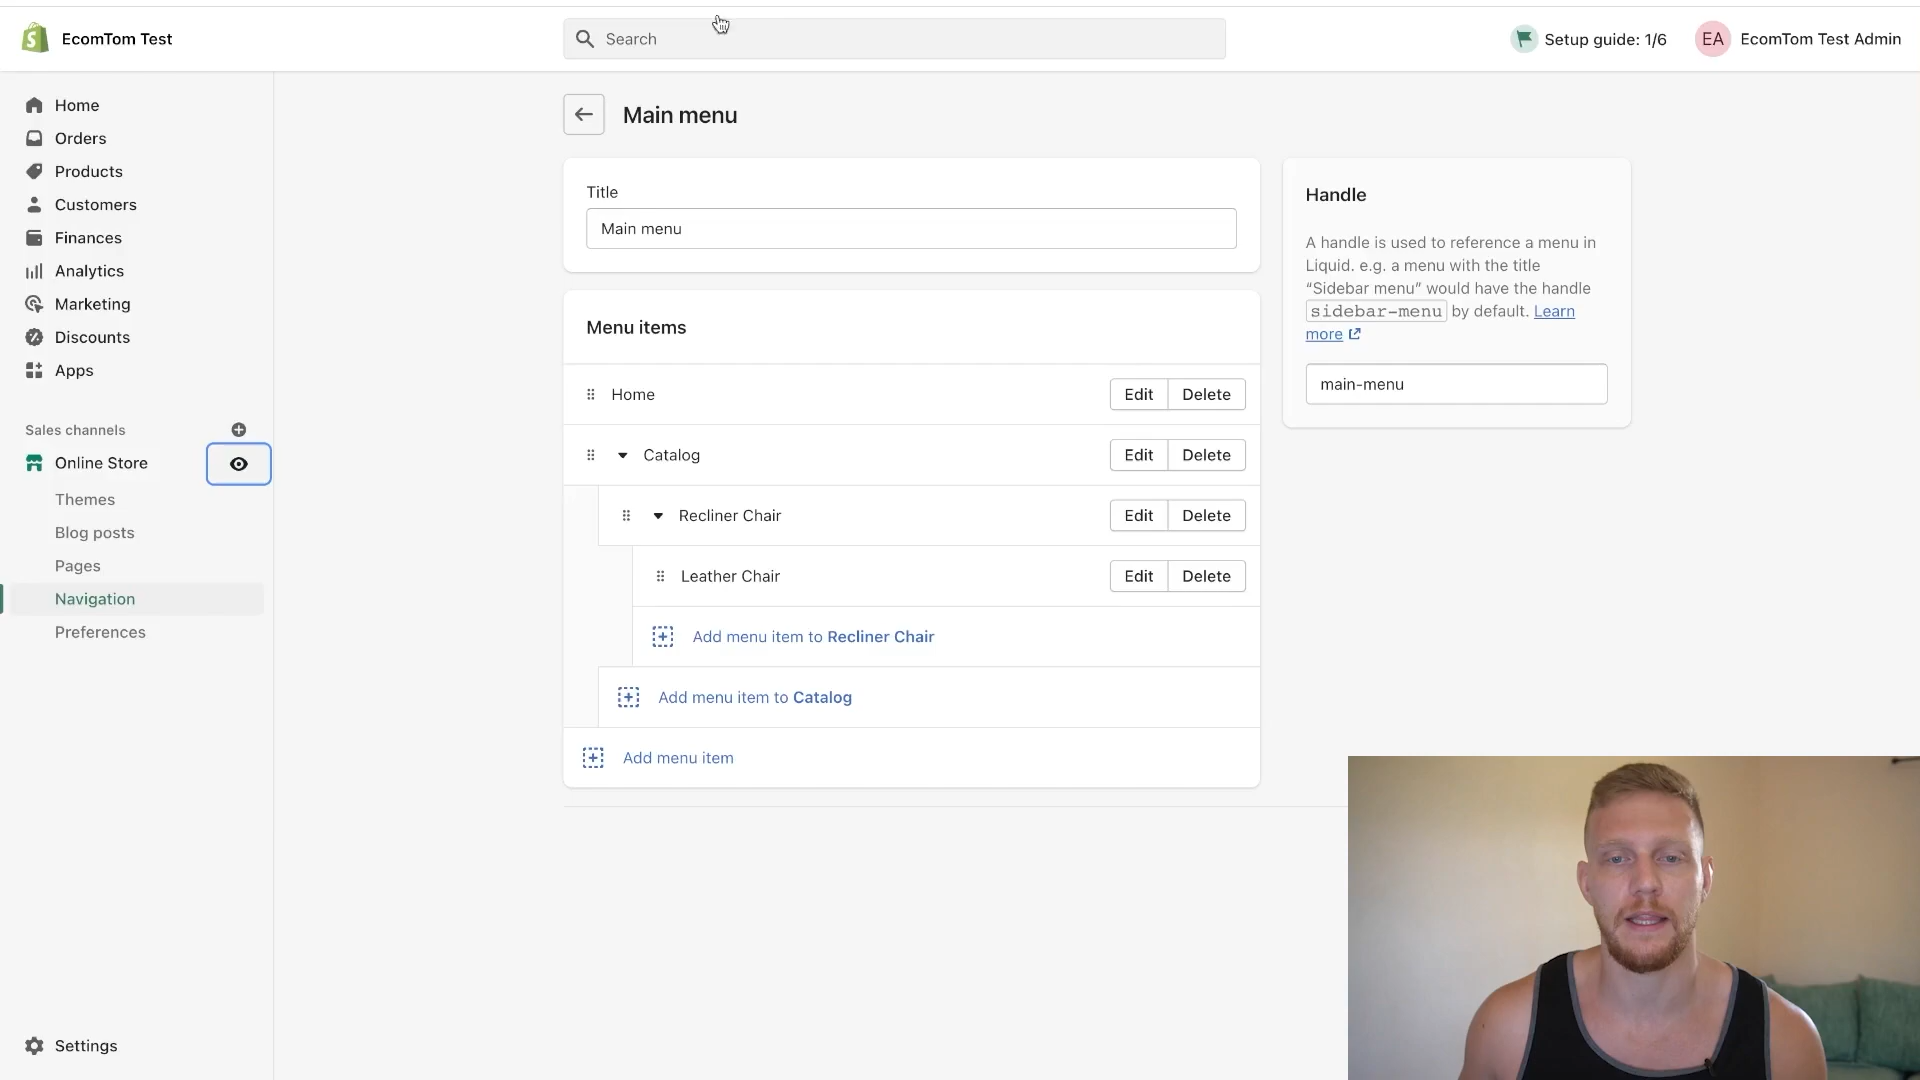 EcomTom Test
Search
Setup guide: 1/6
EA
EcomTom Test Admin
Home
Orders
Products
Customers
Finances
Analytics
Marketing
Discounts
Apps
Sales channels
Online Store
Themes
Blog posts
Pages
Navigation
Preferences
Settings
Main menu
Title
Main menu
Menu items
Home Edit Delete
Catalog Edit Delete
Recliner Chair Edit Delete
Leather Chair Edit Delete
Add menu item to Recliner Chair
Add menu item to Catalog
Add menu item
Handle
A handle is used to reference a menu in
Liquid. e.g. a menu with the title
“Sidebar menu” would have the handle
sidebar-menu by default. Learn
more
main-menu